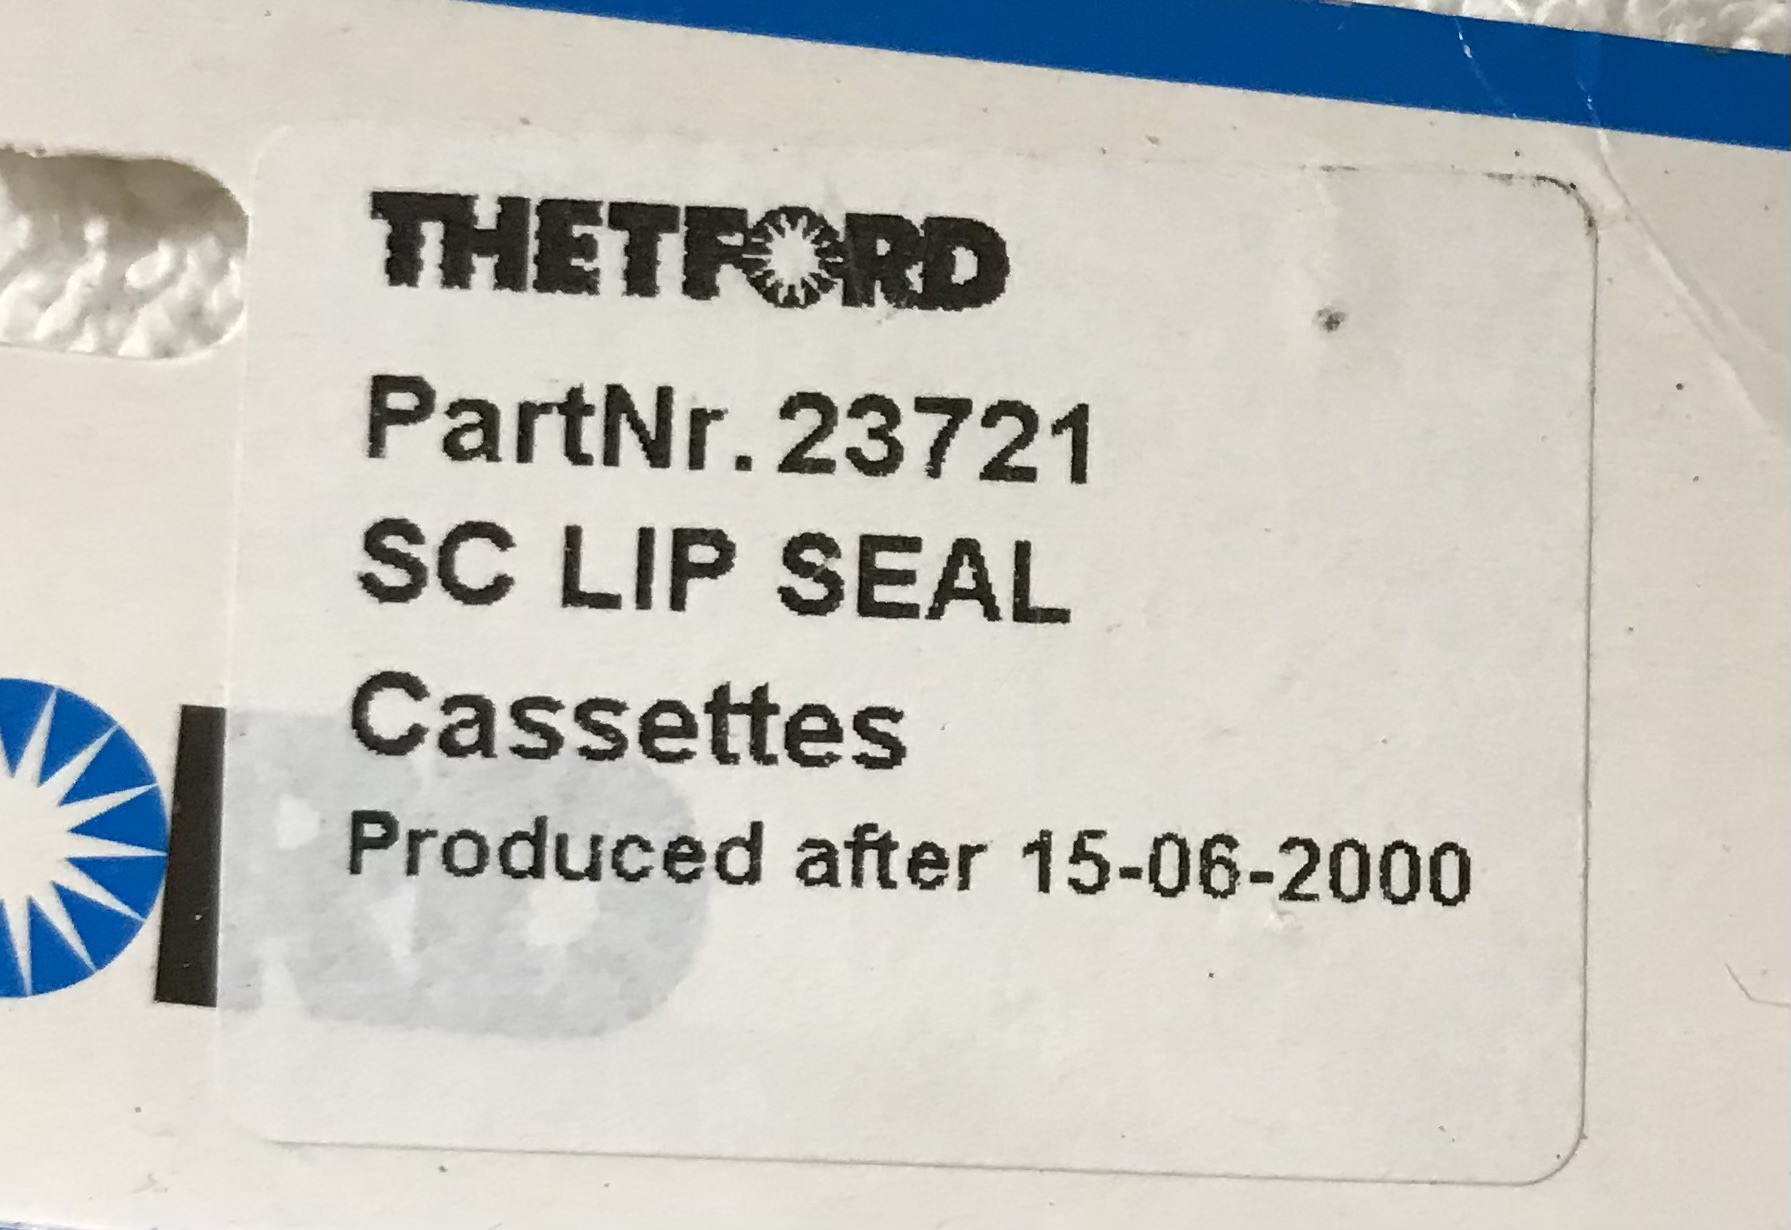 THETFORD
PartNr. 23721
SC LIP SEAL
Cassettes
Produced after 15-06-2000